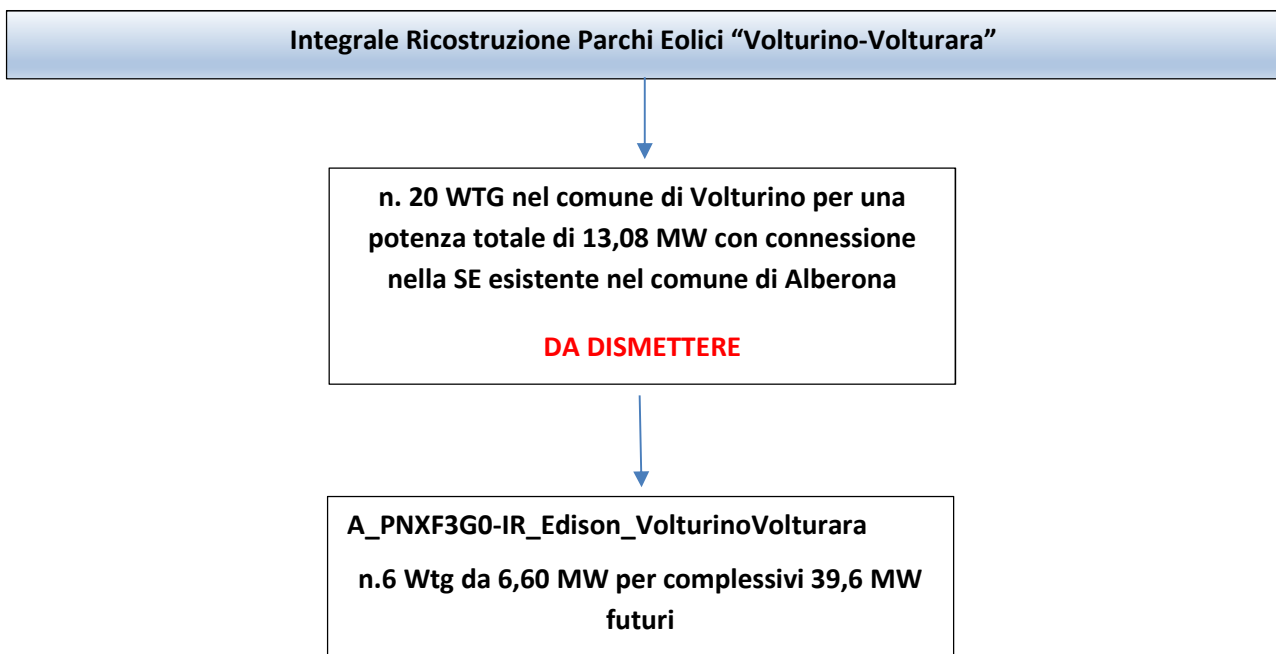 Integrale Ricostruzione Parchi Eolici “Volturino-Volturara”
n. 20 WTG nel comune di Volturino per una
potenza totale di 13,08 MW con connessione
nella SE esistente nel comune di Alberona
DA DISMETTERE
A_PNXF3G0-IR_Edison_VolturinoVolturara
n.6 Wtg da 6,60 MW per complessivi 39,6 MW
futuri